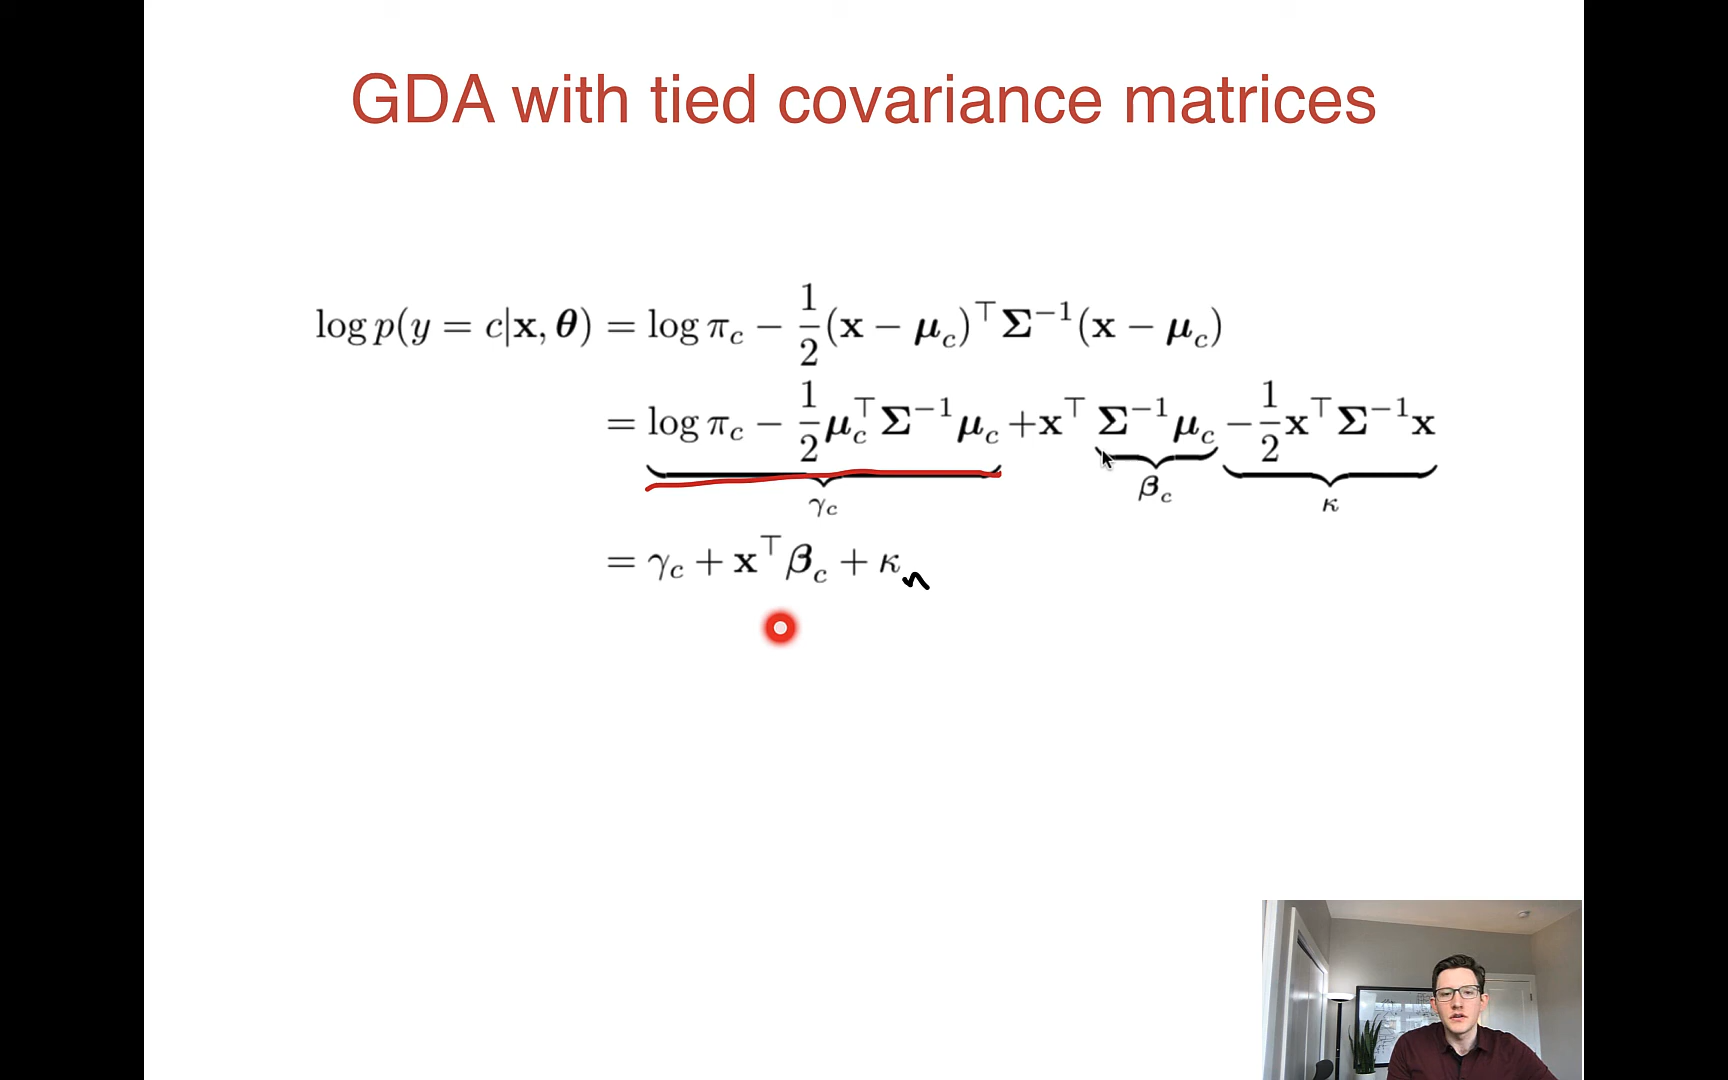 GDA with tied covariance matrices
log p(y = c|𝐱, 𝜽) = log π_c − 1/2 (𝐱 − 𝝁_c)^⊤ 𝚺^−1 (𝐱 − 𝝁_c)
= log π_c − 1/2 𝝁_c^⊤ 𝚺^−1 𝝁_c + 𝐱^⊤ 𝚺^−1 𝝁_c − 1/2 𝐱^⊤ 𝚺^−1 𝐱
γ_c 𝜷_c κ
= γ_c + 𝐱^⊤ 𝜷_c + κ